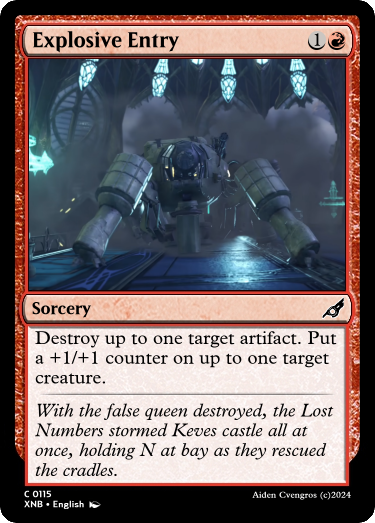 Explosive Entry 1
Sorcery
Destroy up to one target artifact. Put
a +1/+1 counter on up to one target
creature.
With the false queen destroyed, the Lost
Numbers stormed Keves castle all at
once, holding N at bay as they rescued
the cradles.
C 0115
XNB • English
Aiden Cvengros (c)2024